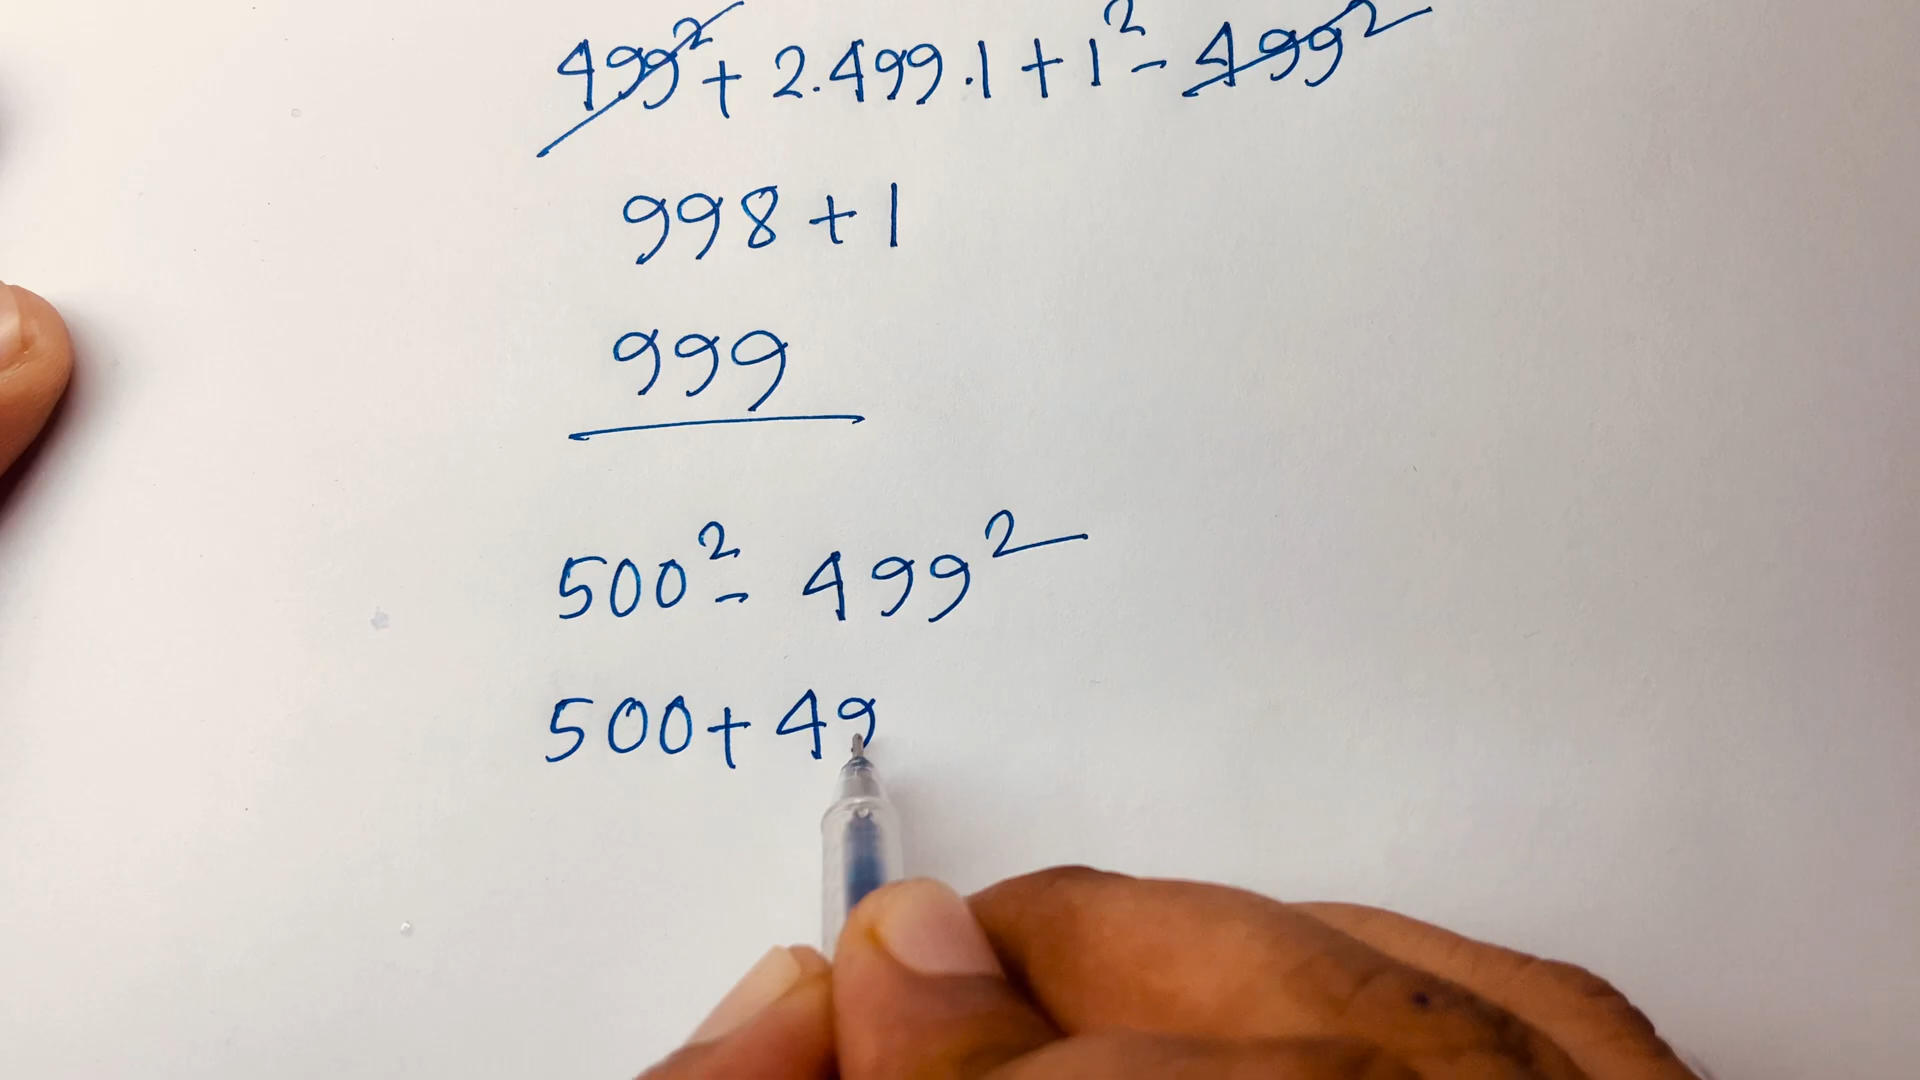 499² + 2.499.1 + 1² - 499²
998 + 1
999
500² - 499²
500 + 49